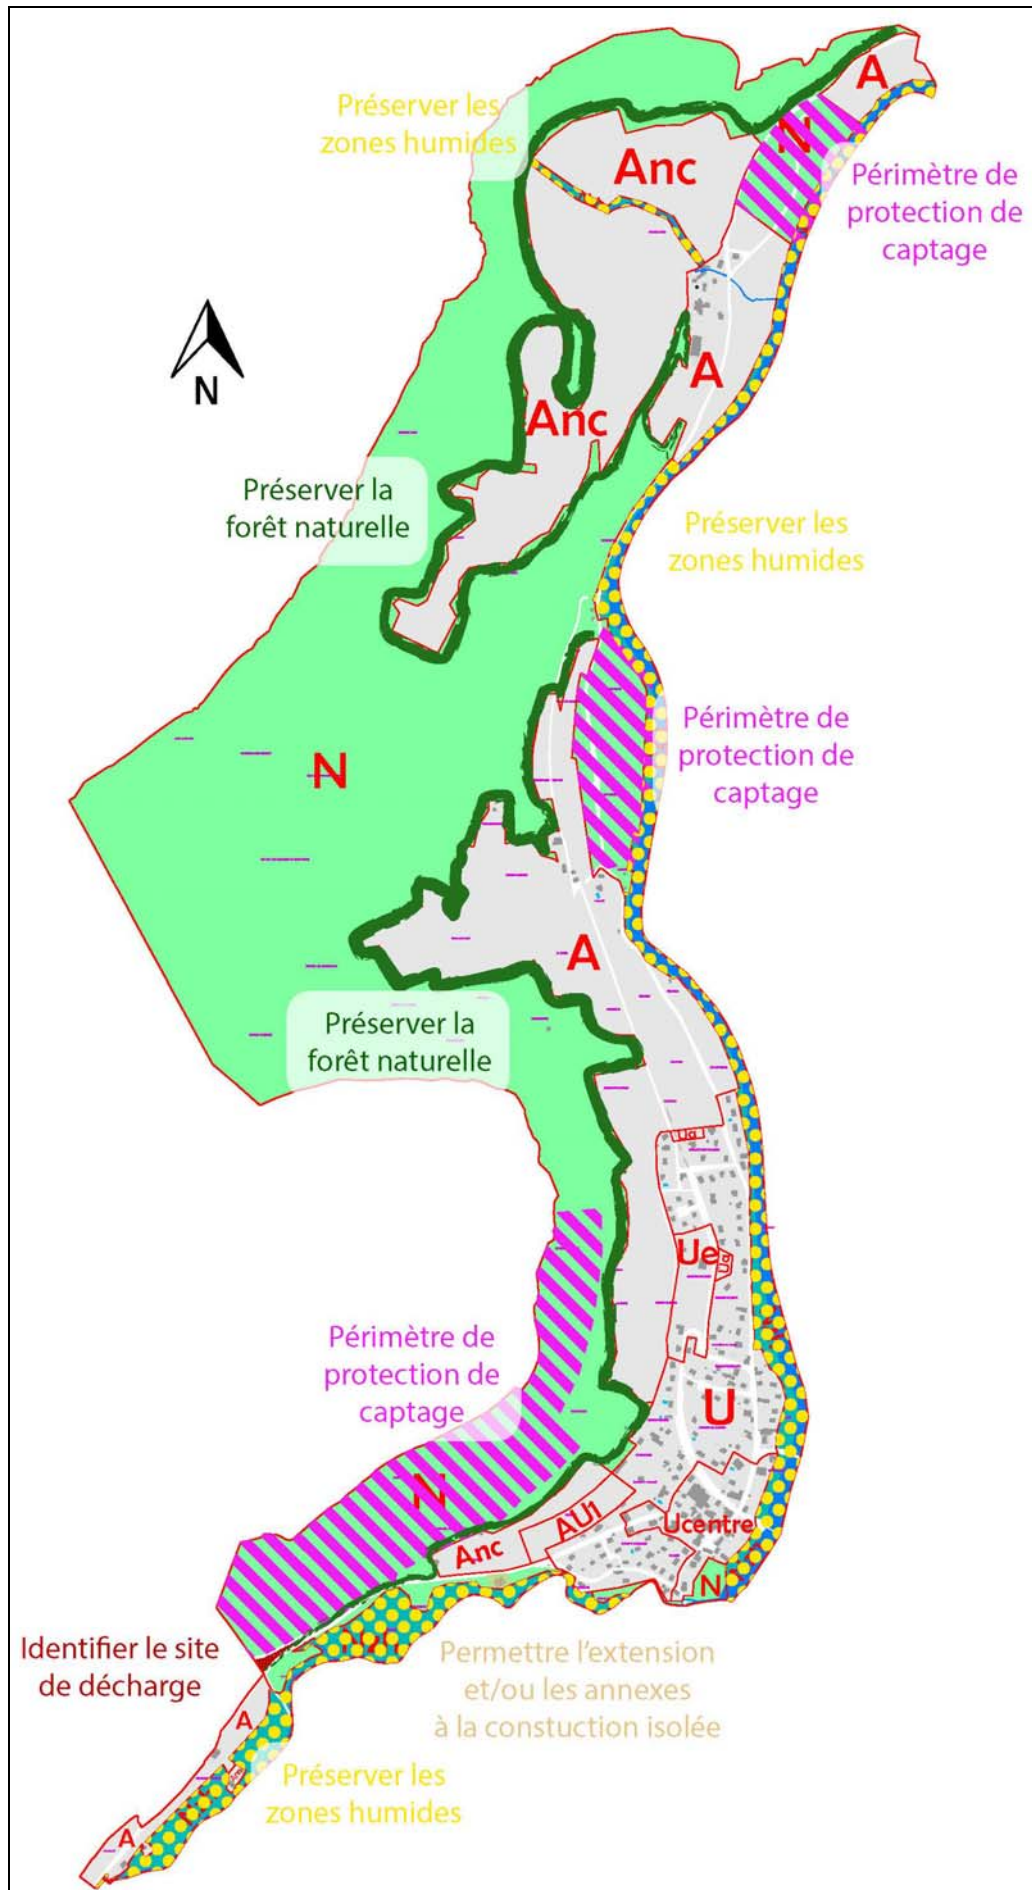 A
Préserver les
zones humides
N
Anc
Périmètre de
protection de
captage
N
A
Anc
Préserver la
forêt naturelle
Préserver les
zones humides
N
Périmètre de
protection de
captage
A
Préserver la
forêt naturelle
Ua
Ue
Ua
Périmètre de
protection de
captage
U
N
AU1
Ucentre
Anc
N
Identifier le site
de décharge
Permettre l'extension
et/ou les annexes
à la constuction isolée
A
Préserver les
zones humides
A